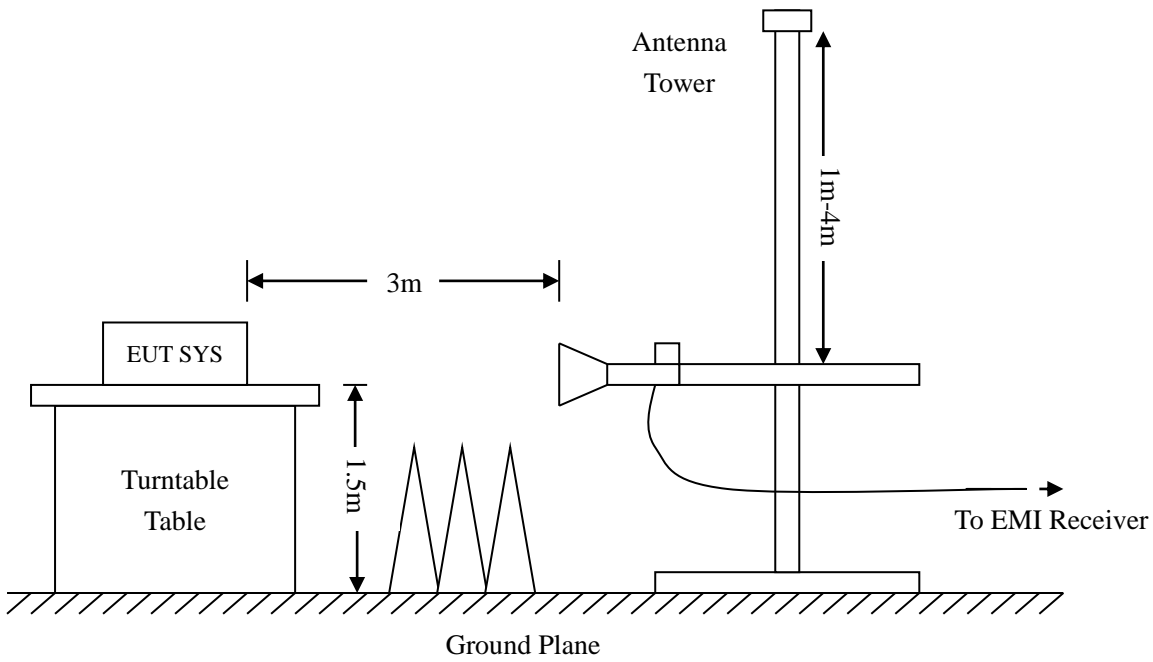 Antenna
Tower
1m-4m
3m
EUT SYS
1.5m
Turntable
Table
To EMI Receiver
Ground Plane